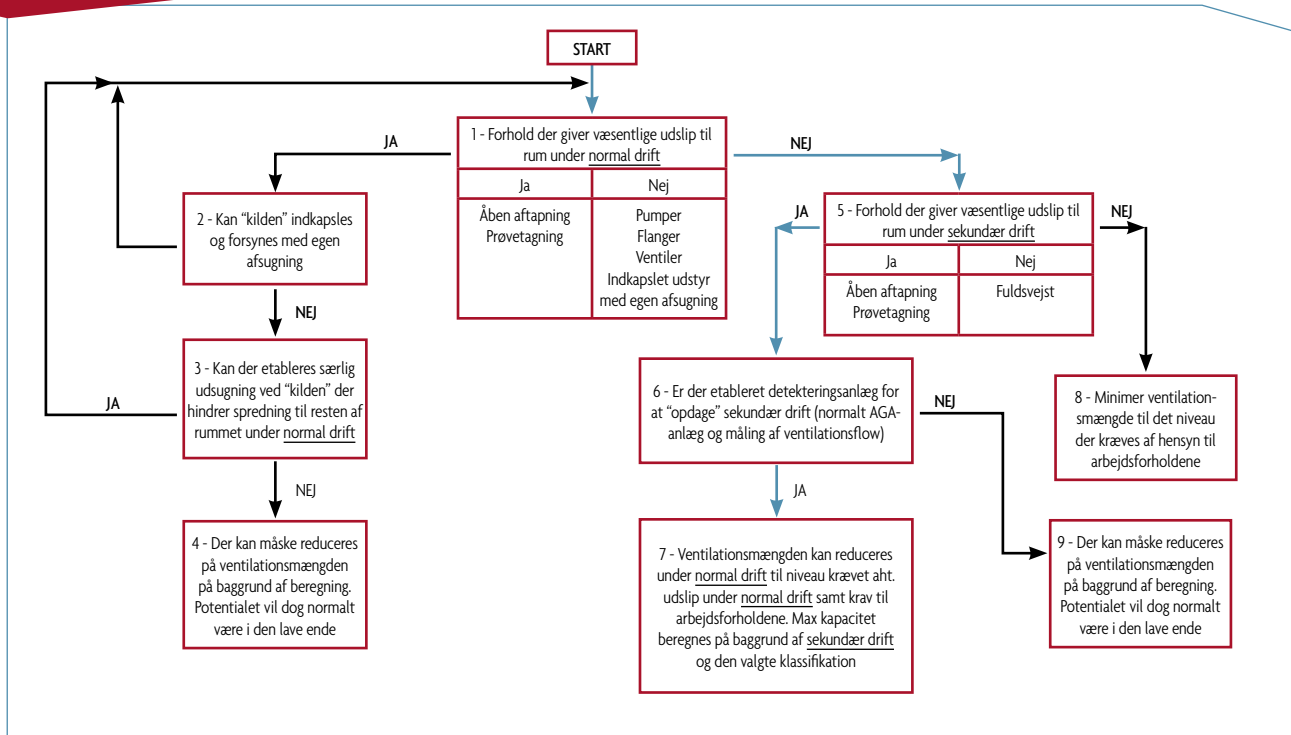 START
JA
1 - Forhold der giver væsentlige udslip til
rum under normal drift
NEJ
Ja
Nej
Åben aftapning
Prøvetagning
Pumper
Flanger
Ventiler
Indkapslet udstyr
med egen afsugning
2 - Kan “kilden” indkapsles
og forsynes med egen
afsugning
NEJ
3 - Kan der etableres særlig
udsugning ved “kilden” der
hindrer spredning til resten af
rummet under normal drift
JA
NEJ
4 - Der kan måske reduceres
på ventilationsmængden
på baggrund af beregning.
Potentialet vil dog normalt
være i den lave ende
JA
5 - Forhold der giver væsentlige udslip til
rum under sekundær drift
NEJ
Ja
Nej
Åben aftapning
Prøvetagning
Fuldsvejst
6 - Er der etableret detekteringsanlæg for
at “opdage” sekundær drift (normalt AGA-
anlæg og måling af ventilationsflow)
NEJ
JA
7 - Ventilationsmængden kan reduceres
under normal drift til niveau krævet aht.
udslip under normal drift samt krav til
arbejdsforholdene. Max kapacitet
beregnes på baggrund af sekundær drift
og den valgte klassifikation
8 - Minimer ventilation-
smængde til det niveau
der kræves af hensyn til
arbejdsforholdene
9 - Der kan måske reduceres
på ventilationsmængden
på baggrund af beregning.
Potentialet vil dog normalt
være i den lave ende